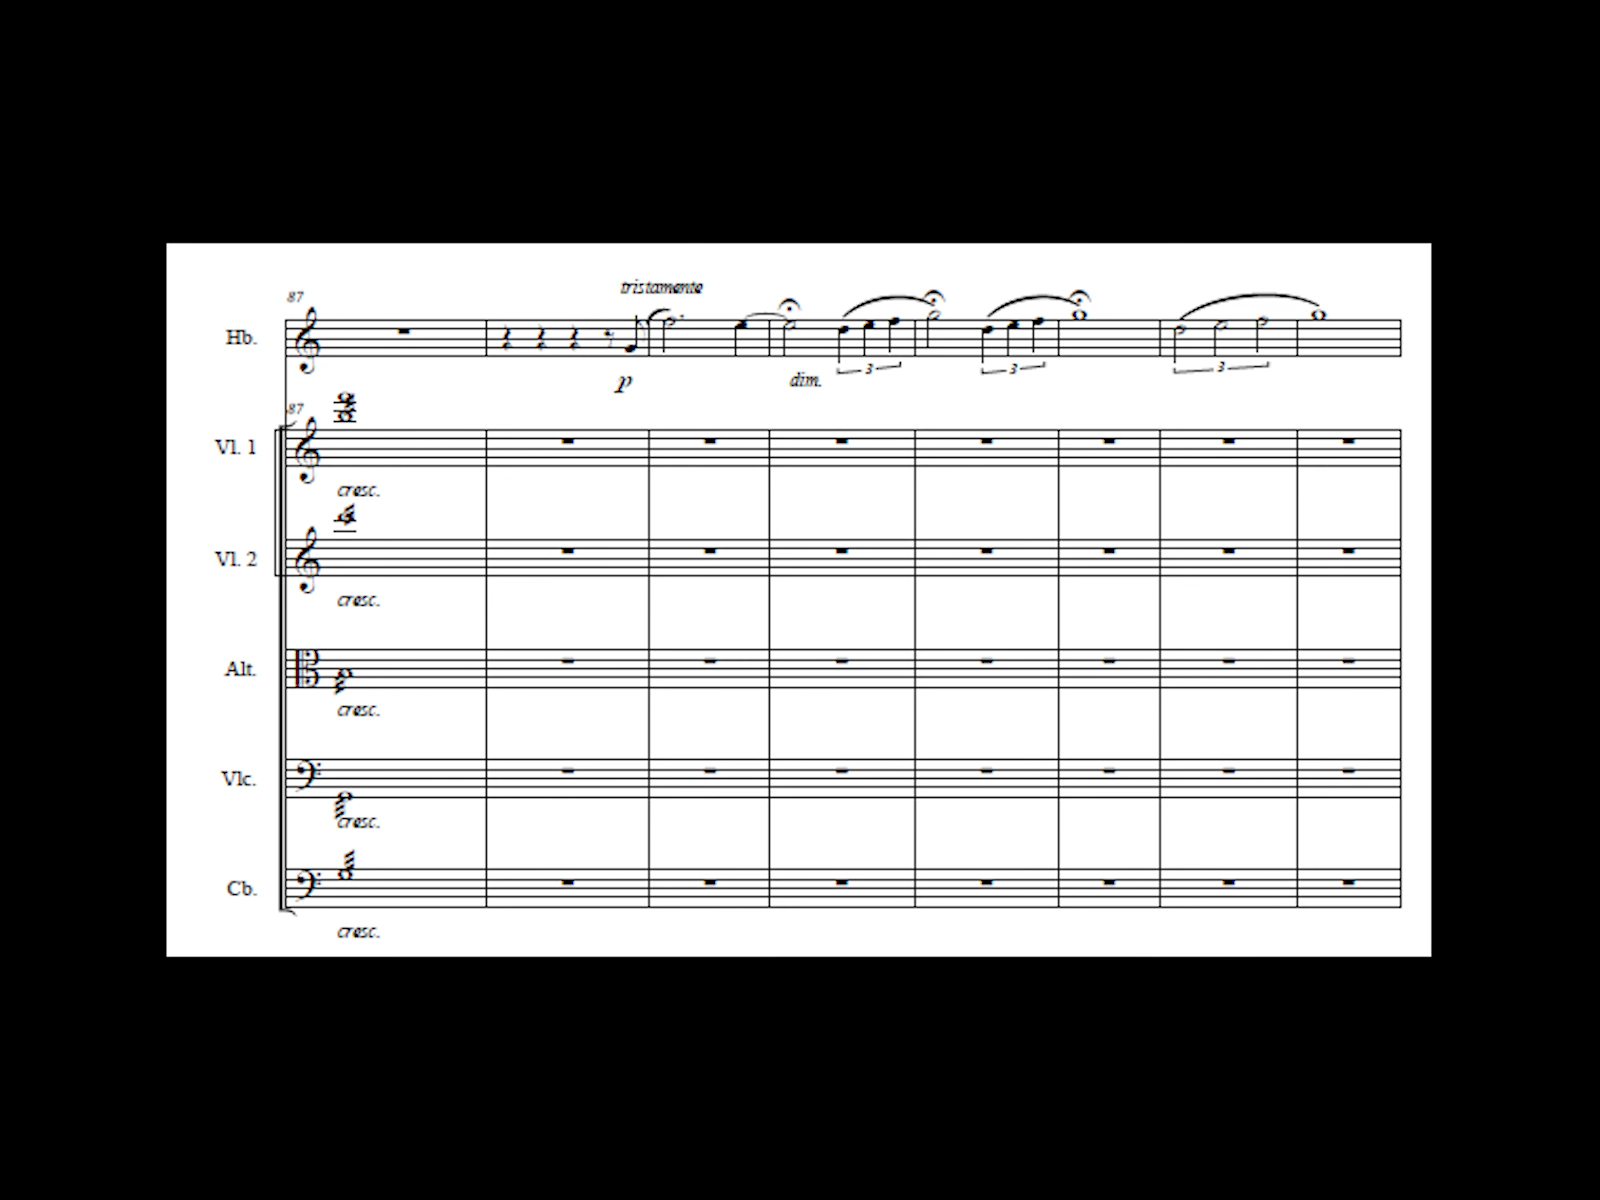 87
tristamente
Hb.
p
dim.
3
3
3
87
Vl. 1
cresc.
Vl. 2
cresc.
Alt.
cresc.
Vlc.
cresc.
Cb.
cresc.